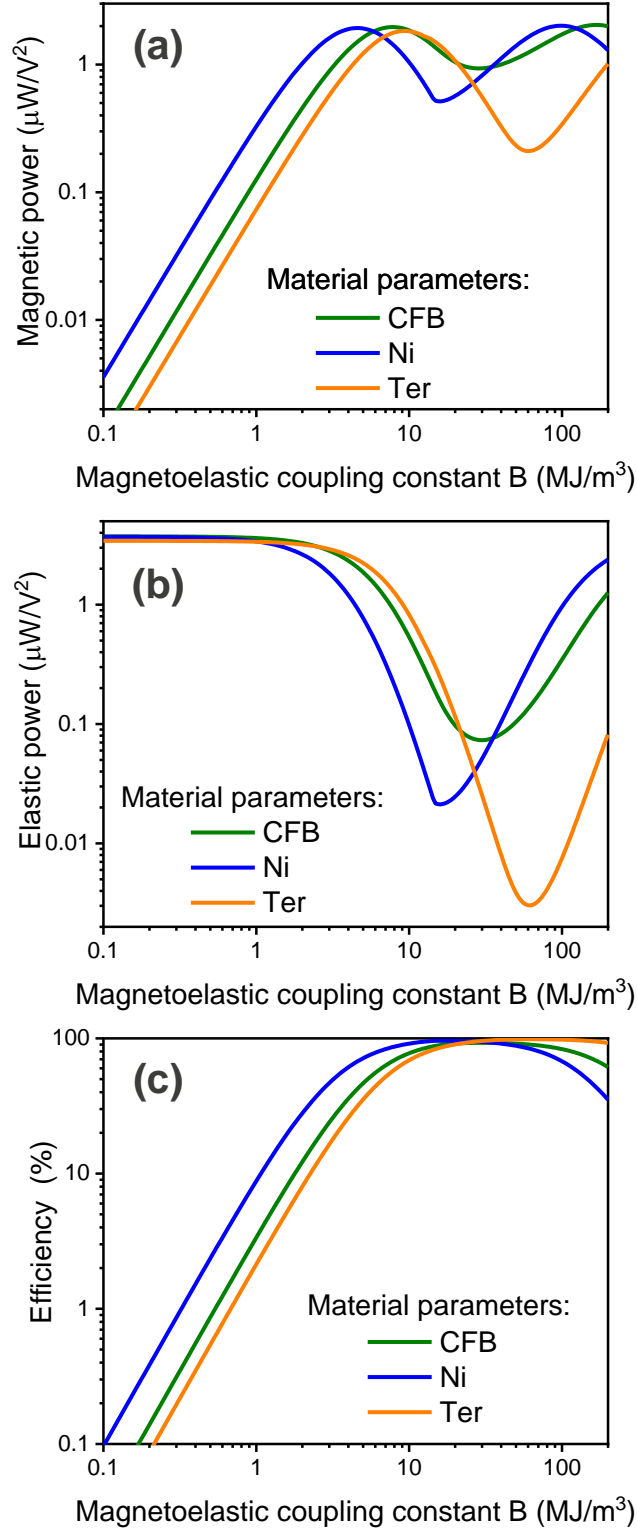 (a)
Magnetic power (μW/V²)
1
0.1
0.01
Material parameters:
CFB
Ni
Ter
0.1 1 10 100
Magnetoelastic coupling constant B (MJ/m³)
(b)
Elastic power (μW/V²)
1
0.1
0.01
Material parameters:
CFB
Ni
Ter
0.1 1 10 100
Magnetoelastic coupling constant B (MJ/m³)
(c)
Efficiency (%)
100
10
1
0.1
Material parameters:
CFB
Ni
Ter
0.1 1 10 100
Magnetoelastic coupling constant B (MJ/m³)